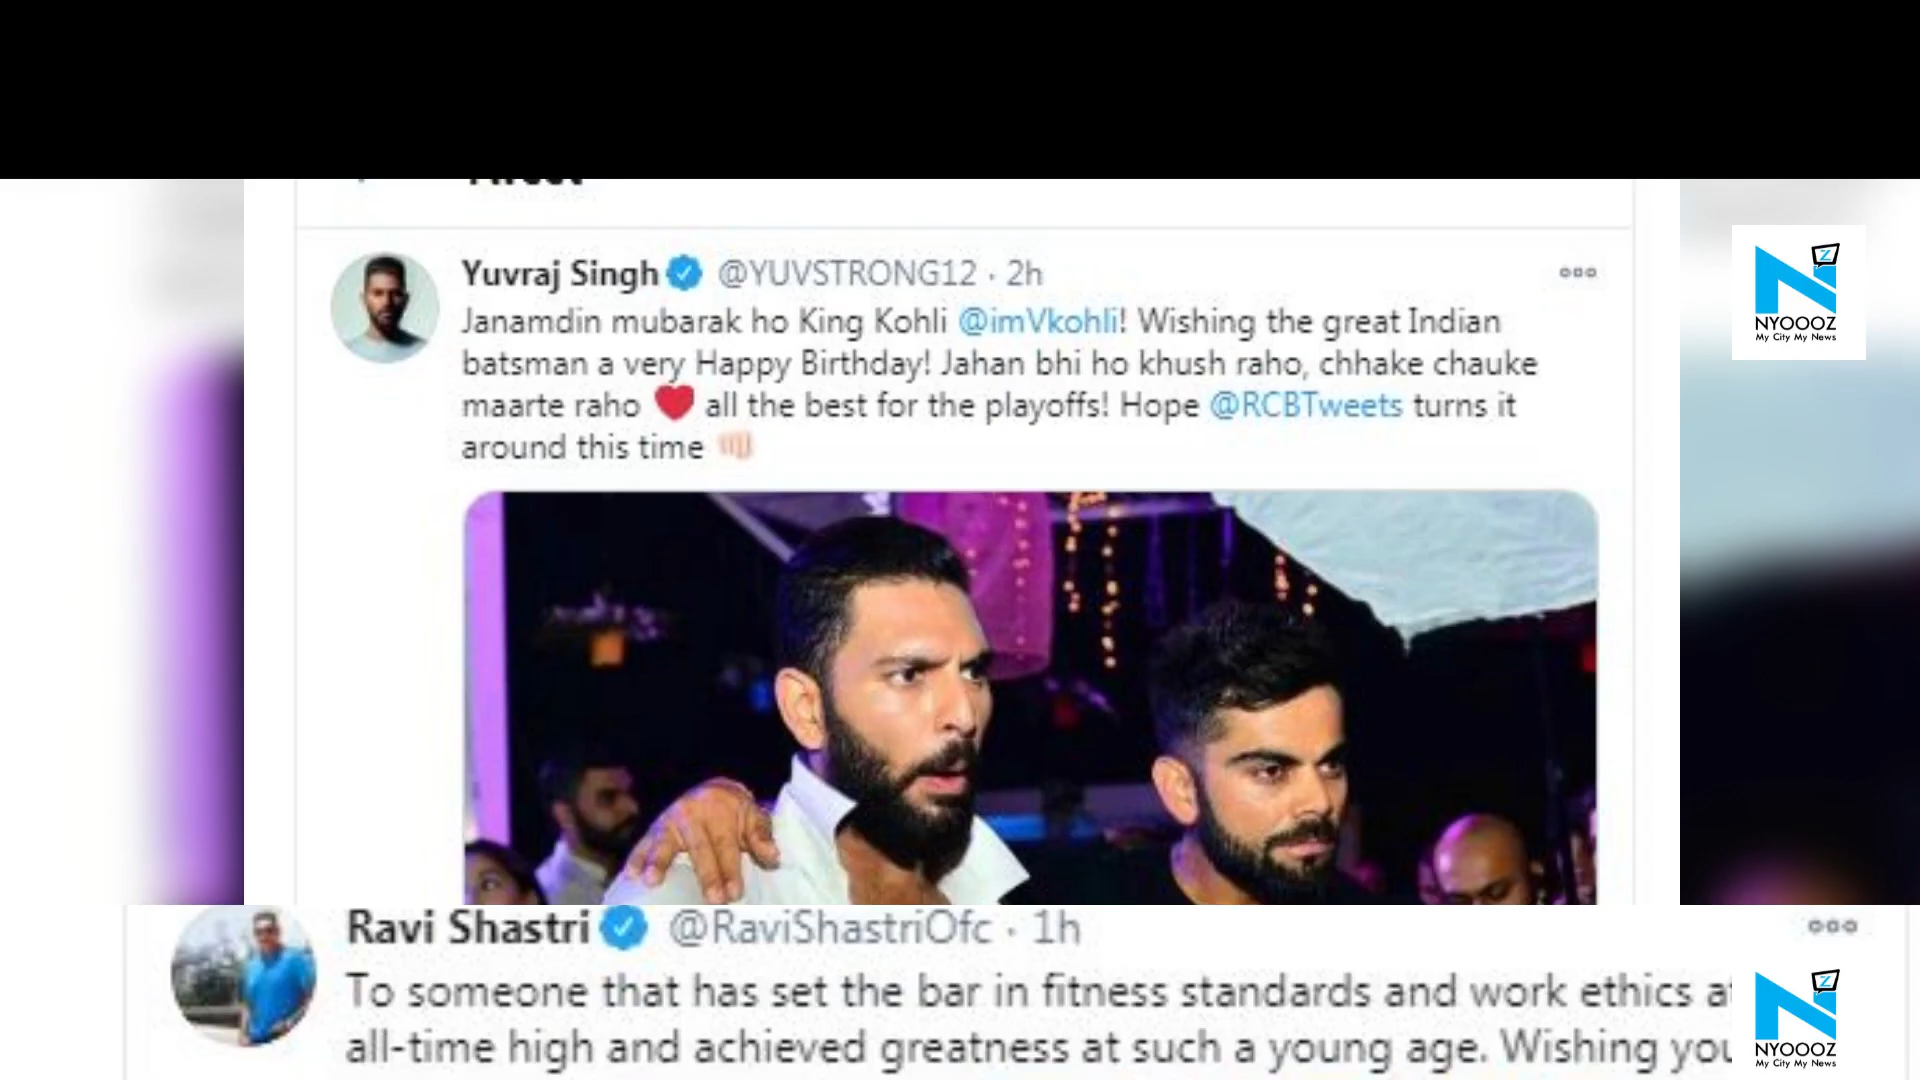 Yuvraj Singh @YUVSTRONG12 · 2h
Janamdin mubarak ho King Kohli @imVkohli! Wishing the great Indian
batsman a very Happy Birthday! Jahan bhi ho khush raho, chhake chauke
maarte raho ❤️ all the best for the playoffs! Hope @RCBTweets turns it
around this time 👊🏻
NYOOOZ
My City My News
Ravi Shastri @RaviShastriOfc · 1h
To someone that has set the bar in fitness standards and work ethics
all-time high and achieved greatness at such a young age. Wishing you
NYOOOZ
My City My News